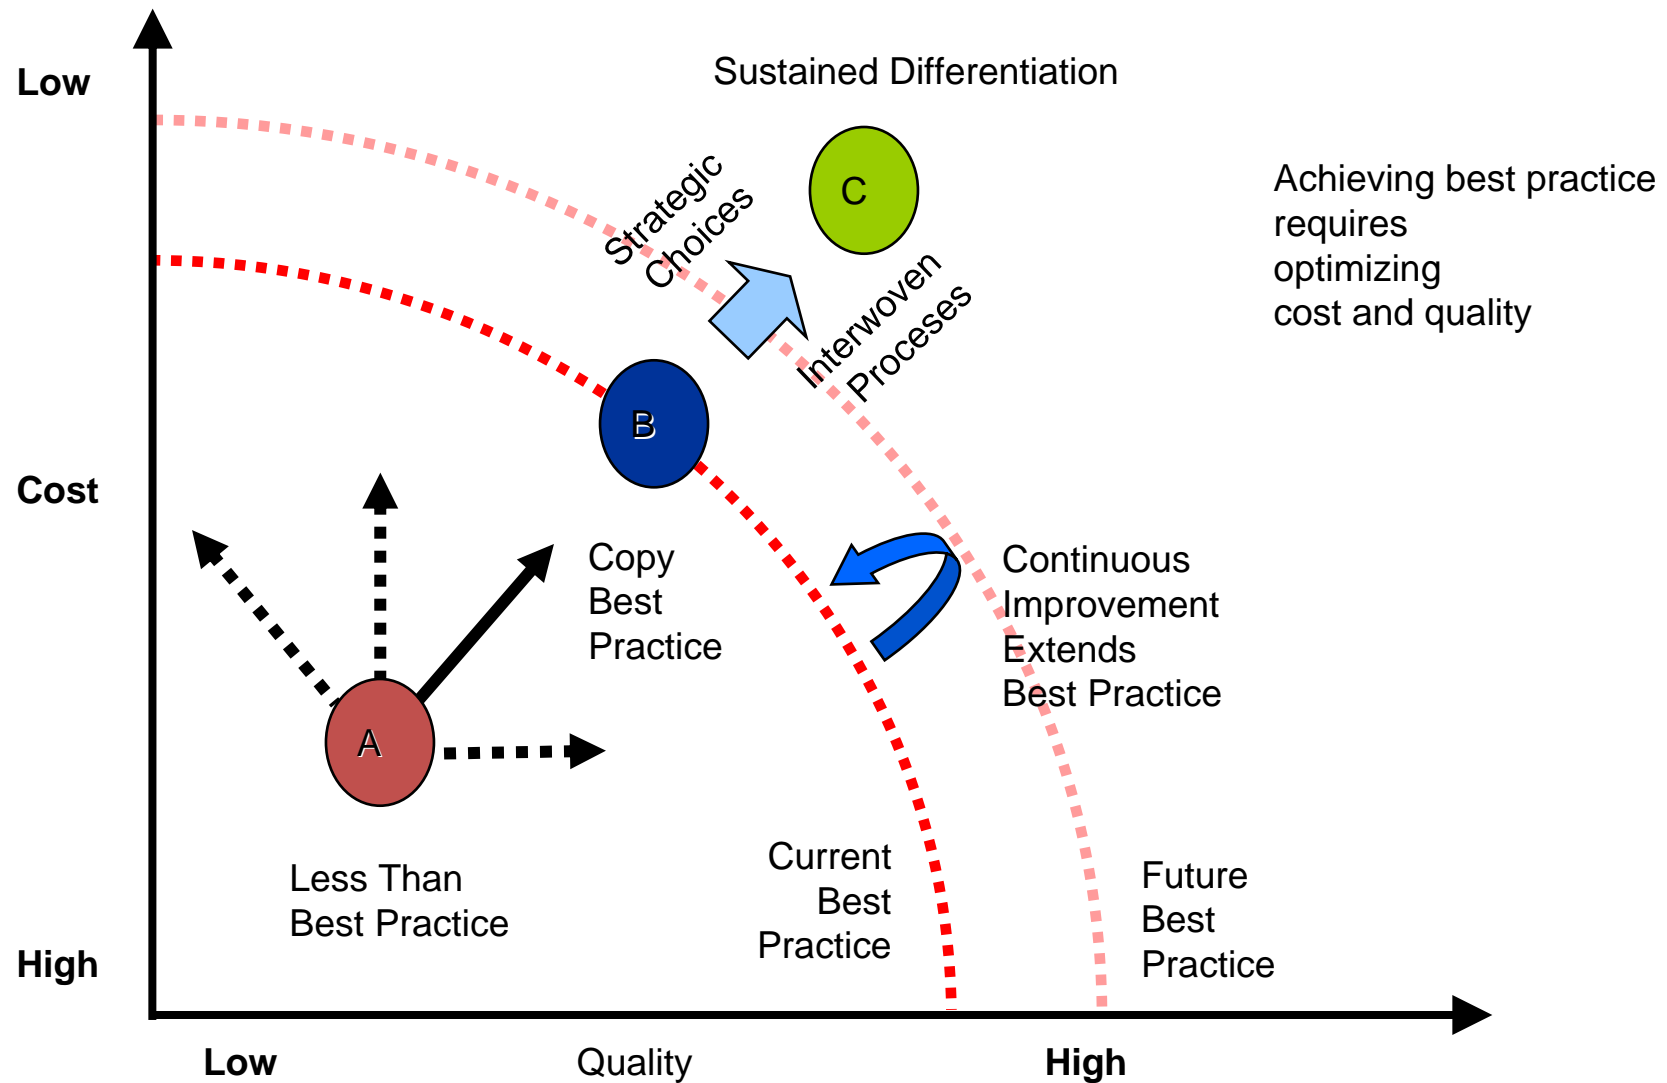 Low
Sustained Differentiation
Strategic
Choices
C
Achieving best practice
requires
optimizing
cost and quality
Interwoven
Proceses
B
Cost
Copy
Best
Practice
Continuous
Improvement
Extends
Best Practice
A
Less Than
Best Practice
Current
Best
Practice
Future
Best
Practice
High
Low
Quality
High